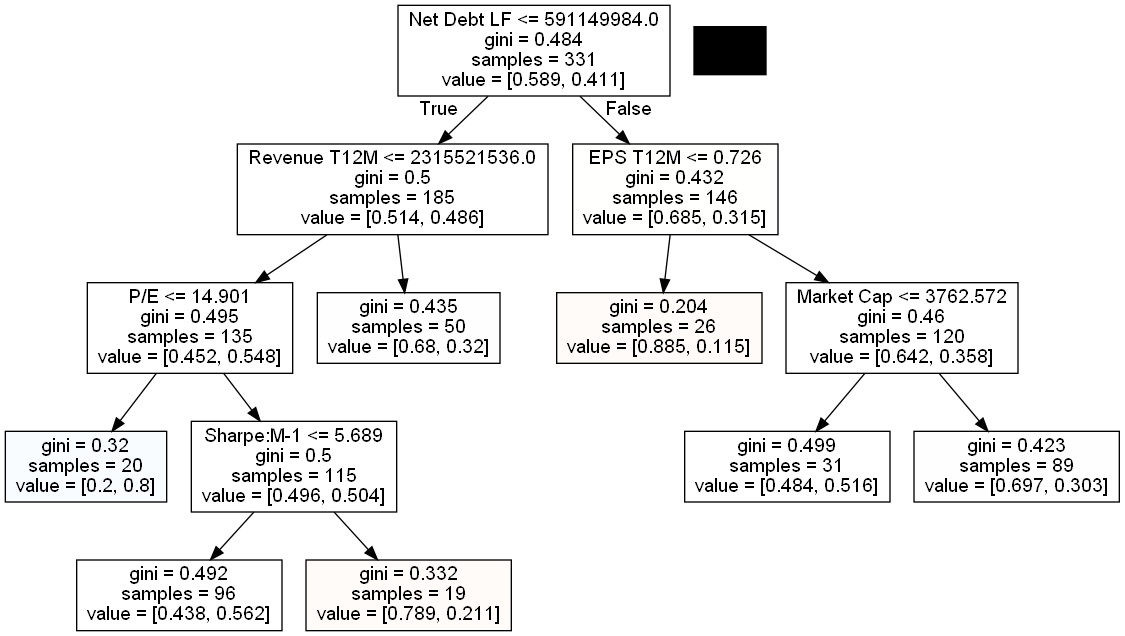 Net Debt LF <= 591149984.0
gini = 0.484
samples = 331
value = [0.589, 0.411]
True
False
Revenue T12M <= 2315521536.0
gini = 0.5
samples = 185
value = [0.514, 0.486]
EPS T12M <= 0.726
gini = 0.432
samples = 146
value = [0.685, 0.315]
P/E <= 14.901
gini = 0.495
samples = 135
value = [0.452, 0.548]
gini = 0.435
samples = 50
value = [0.68, 0.32]
gini = 0.204
samples = 26
value = [0.885, 0.115]
Market Cap <= 3762.572
gini = 0.46
samples = 120
value = [0.642, 0.358]
gini = 0.32
samples = 20
value = [0.2, 0.8]
Sharpe:M-1 <= 5.689
gini = 0.5
samples = 115
value = [0.496, 0.504]
gini = 0.499
samples = 31
value = [0.484, 0.516]
gini = 0.423
samples = 89
value = [0.697, 0.303]
gini = 0.492
samples = 96
value = [0.438, 0.562]
gini = 0.332
samples = 19
value = [0.789, 0.211]